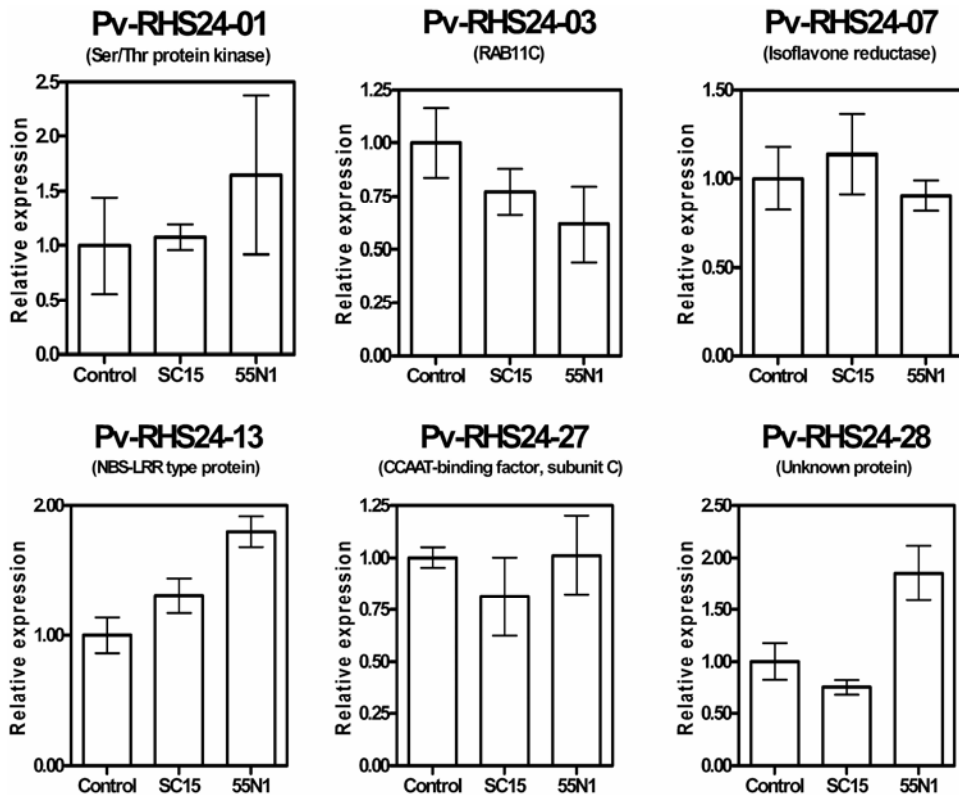 Pv-RHS24-01
(Ser/Thr protein kinase)
Relative expression
2.5
2.0
1.5
1.0
0.5
0.0
Control SC15 55N1
Pv-RHS24-03
(RAB11C)
Relative expression
1.25
1.00
0.75
0.50
0.25
0.00
Control SC15 55N1
Pv-RHS24-07
(Isoflavone reductase)
Relative expression
1.50
1.00
0.50
0.00
Control SC15 55N1
Pv-RHS24-13
(NBS-LRR type protein)
Relative expression
2.00
1.00
0.00
Control SC15 55N1
Pv-RHS24-27
(CCAAT-binding factor, subunit C)
Relative expression
1.25
1.00
0.75
0.50
0.25
0.00
Control SC15 55N1
Pv-RHS24-28
(Unknown protein)
Relative expression
2.50
2.00
1.50
1.00
0.50
0.00
Control SC15 55N1